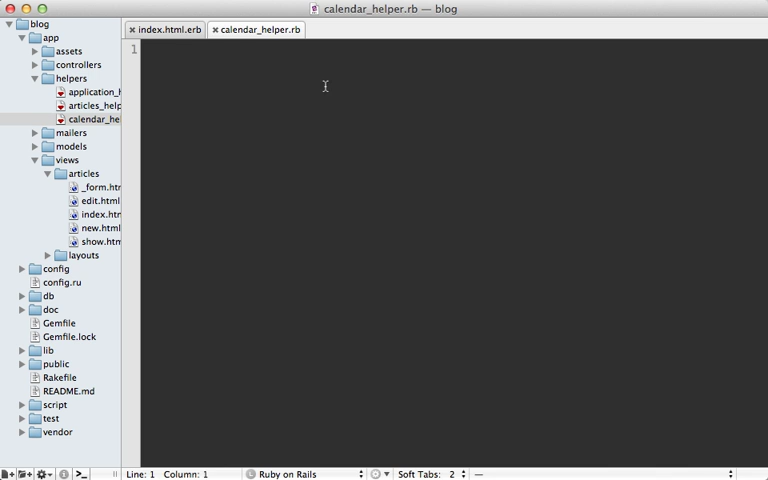 calendar_helper.rb — blog
index.html.erb calendar_helper.rb
blog
app
assets
controllers
helpers
application_h
articles_help
calendar_he
mailers
models
views
articles
_form.htm
edit.html
index.htm
new.html
show.htm
layouts
config
config.ru
db
doc
Gemfile
Gemfile.lock
lib
public
Rakefile
README.md
script
test
vendor
1
Line: 1 Column: 1 Ruby on Rails Soft Tabs: 2 —